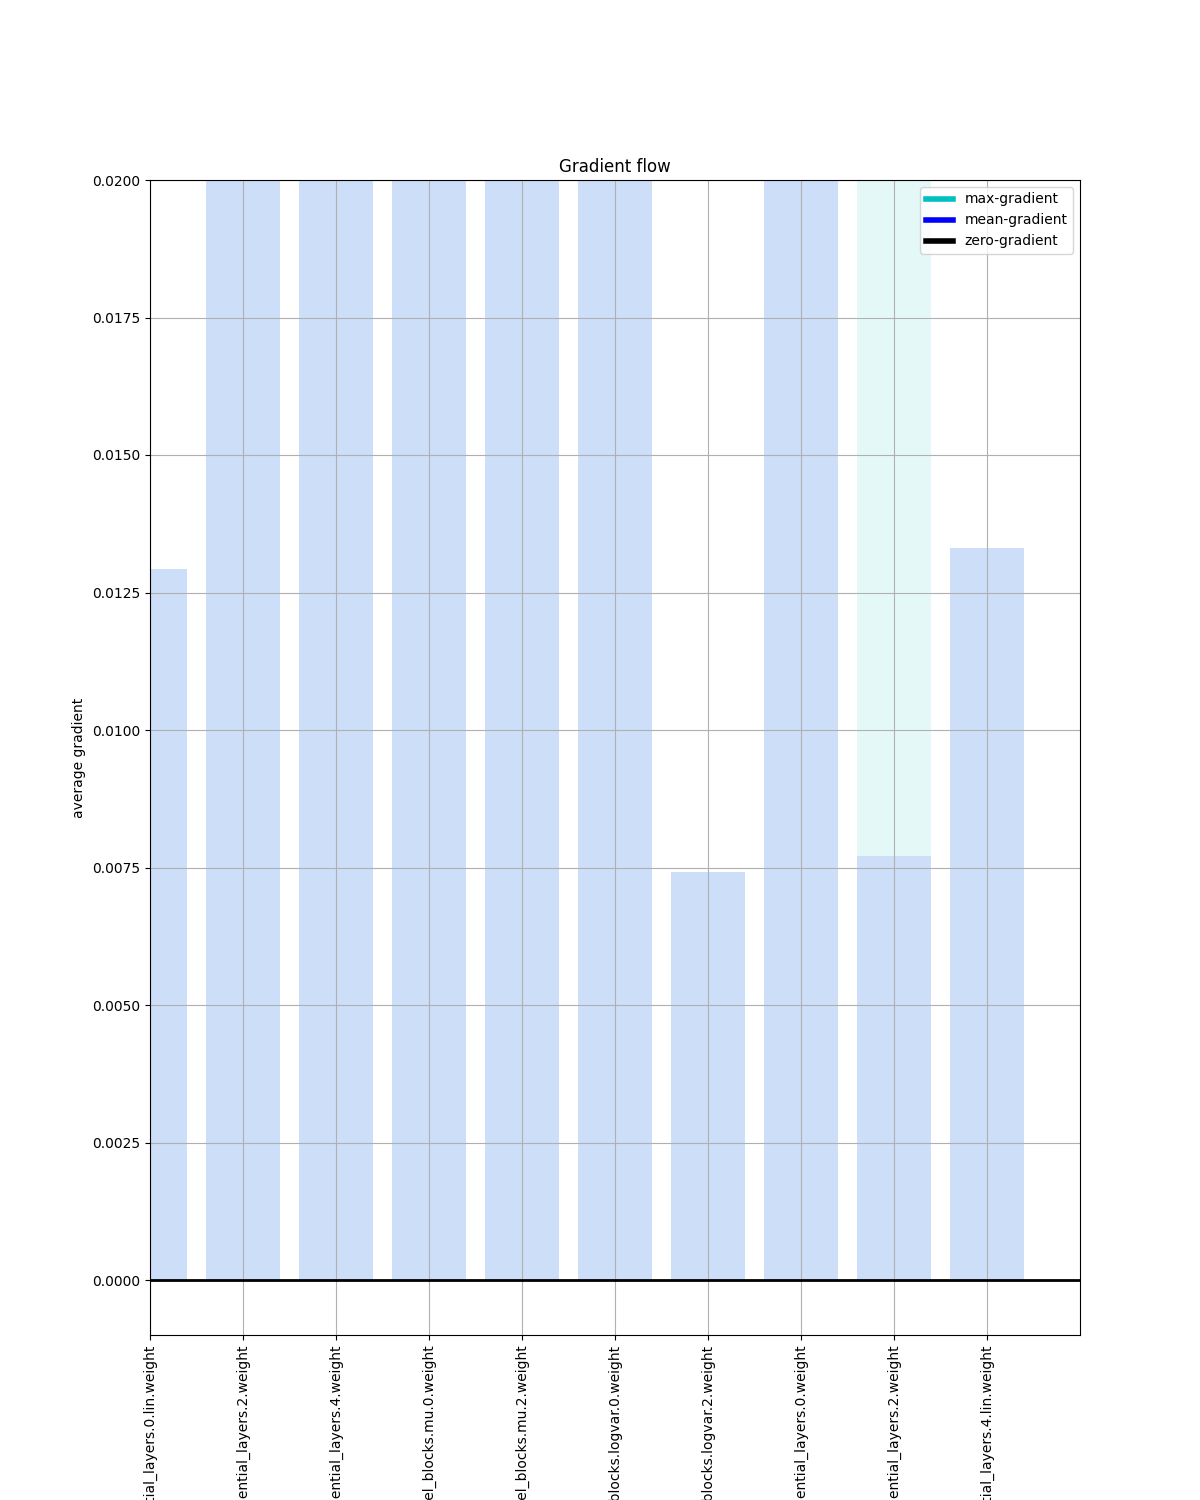 Gradient flow
max-gradient
mean-gradient
zero-gradient
0.0200
0.0175
0.0150
0.0125
0.0100
0.0075
0.0050
0.0025
0.0000
average gradient
tial_layers.0.lin.weight
ential_layers.2.weight
ential_layers.4.weight
el_blocks.mu.0.weight
el_blocks.mu.2.weight
blocks.logvar.0.weight
blocks.logvar.2.weight
ential_layers.0.weight
ential_layers.2.weight
tial_layers.4.lin.weight